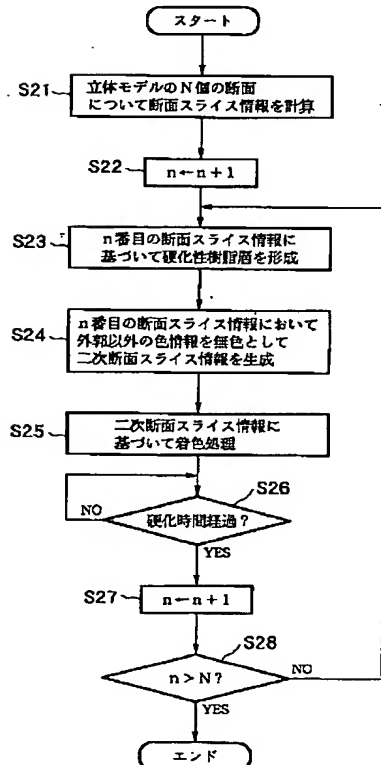 スタート
S21
立体モデルのN値の断面
について断面スライス情報を計算
S22
n←n+1
S23
n番目の断面スライス情報に
基づいて硬化性樹脂層を形成
S24
n番目の断面スライス情報において
外郭以外の色情報を無色として
二次断面スライス情報を生成
S25
二次断面スライス情報に
基づいて着色処理
S26
硬化時間経過？
NO
YES
S27
n←n+1
S28
n>N？
NO
YES
エンド